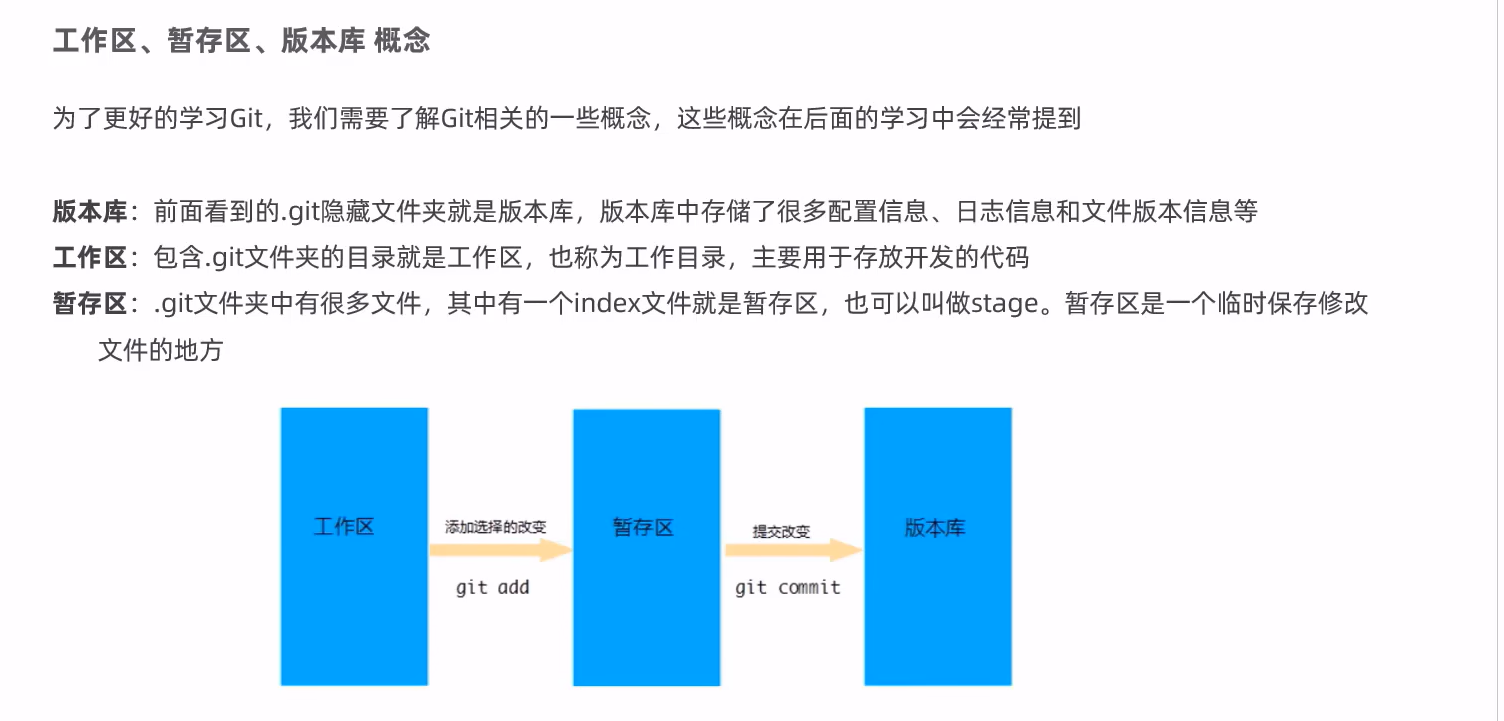 工作区、暂存区、版本库 概念
为了更好的学习Git，我们需要了解Git相关的一些概念，这些概念在后面的学习中会经常提到
版本库：前面看到的.git隐藏文件夹就是版本库，版本库中存储了很多配置信息、日志信息和文件版本信息等
工作区：包含.git文件夹的目录就是工作区，也称为工作目录，主要用于存放开发的代码
暂存区：.git文件夹中有很多文件，其中有一个index文件就是暂存区，也可以叫做stage。暂存区是一个临时保存修改
文件的地方
工作区
添加选择的改变
git add
暂存区
提交改变
git commit
版本库